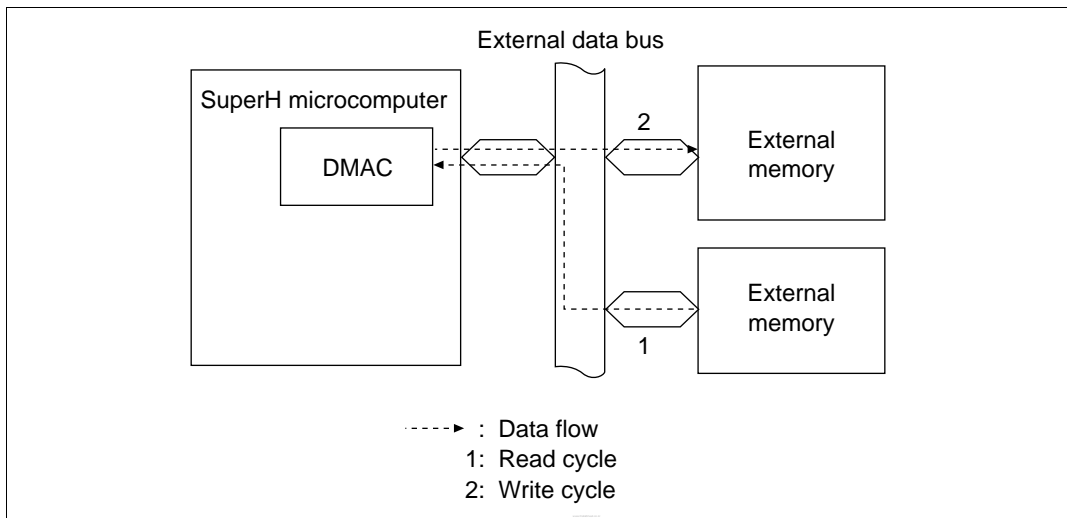 External data bus
SuperH microcomputer
DMAC
2
External
memory
External
memory
1
: Data flow
1: Read cycle
2: Write cycle